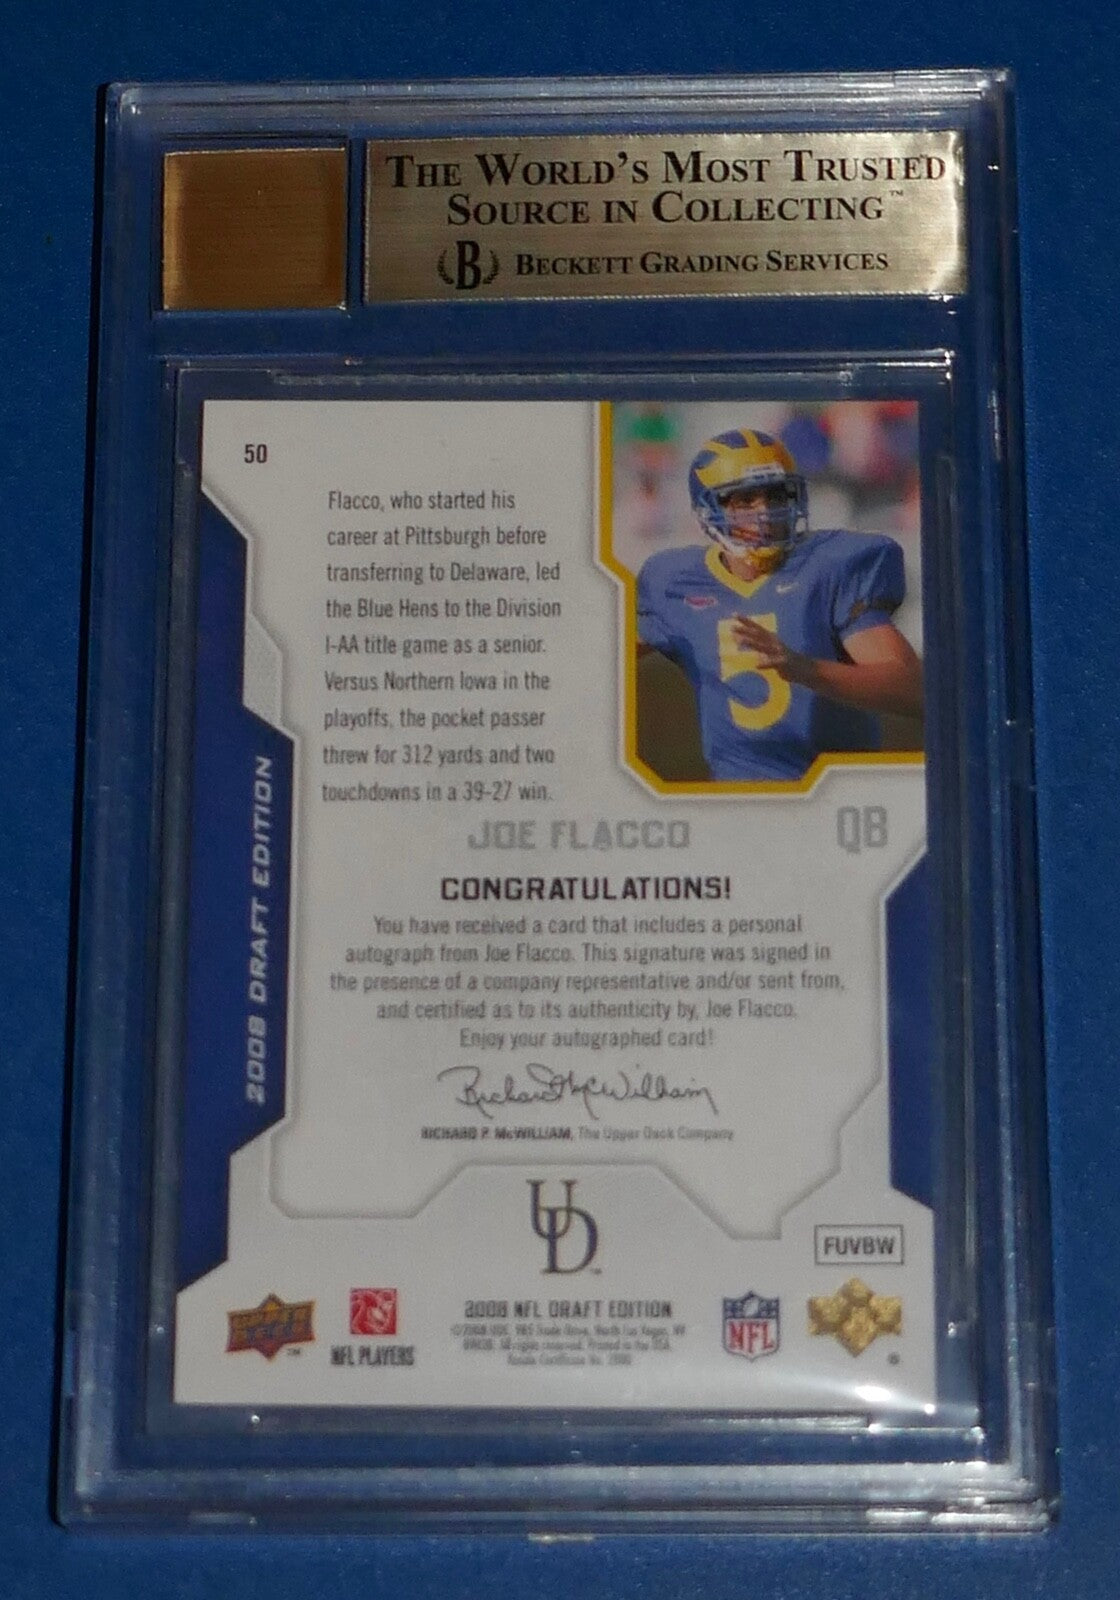 THE WORLD'S MOST TRUSTED
SOURCE IN COLLECTING™
B BECKETT GRADING SERVICES
50
Flacco, who started his
career at Pittsburgh before
transferring to Delaware, led
the Blue Hens to the Division
I-AA title game as a senior.
Versus Northern Iowa in the
playoffs, the pocket passer
threw for 312 yards and two
touchdowns in a 39-27 win.
5
JOE FLACCO QB
2008 DRAFT EDITION
CONGRATULATIONS!
You have received a card that includes a personal
autograph from Joe Flacco. This signature was signed in
the presence of a company representative and/or sent from,
and certified as to its authenticity by, Joe Flacco.
Enjoy your autographed card!
Richard McWilliam
RICHARD P. McWILLIAM, The Upper Deck Company
UD
FUVBW
NFL PLAYERS
2008 NFL DRAFT EDITION
NFL